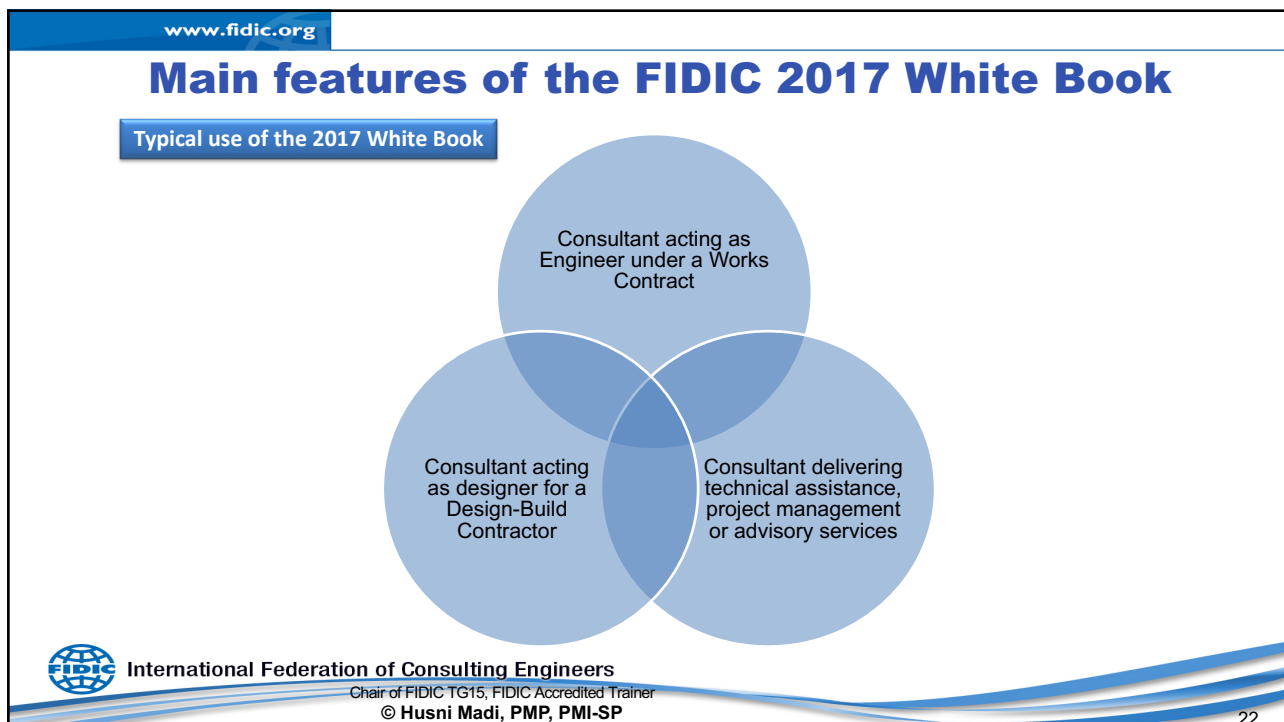 www.fidic.org
Main features of the FIDIC 2017 White Book
Typical use of the 2017 White Book
Consultant acting as
Engineer under a Works
Contract
Consultant acting
as designer for a
Design-Build
Contractor
Consultant delivering
technical assistance,
project management
or advisory services
FIDIC
International Federation of Consulting Engineers
Chair of FIDIC TG15, FIDIC Accredited Trainer
© Husni Madi, PMP, PMI-SP
22